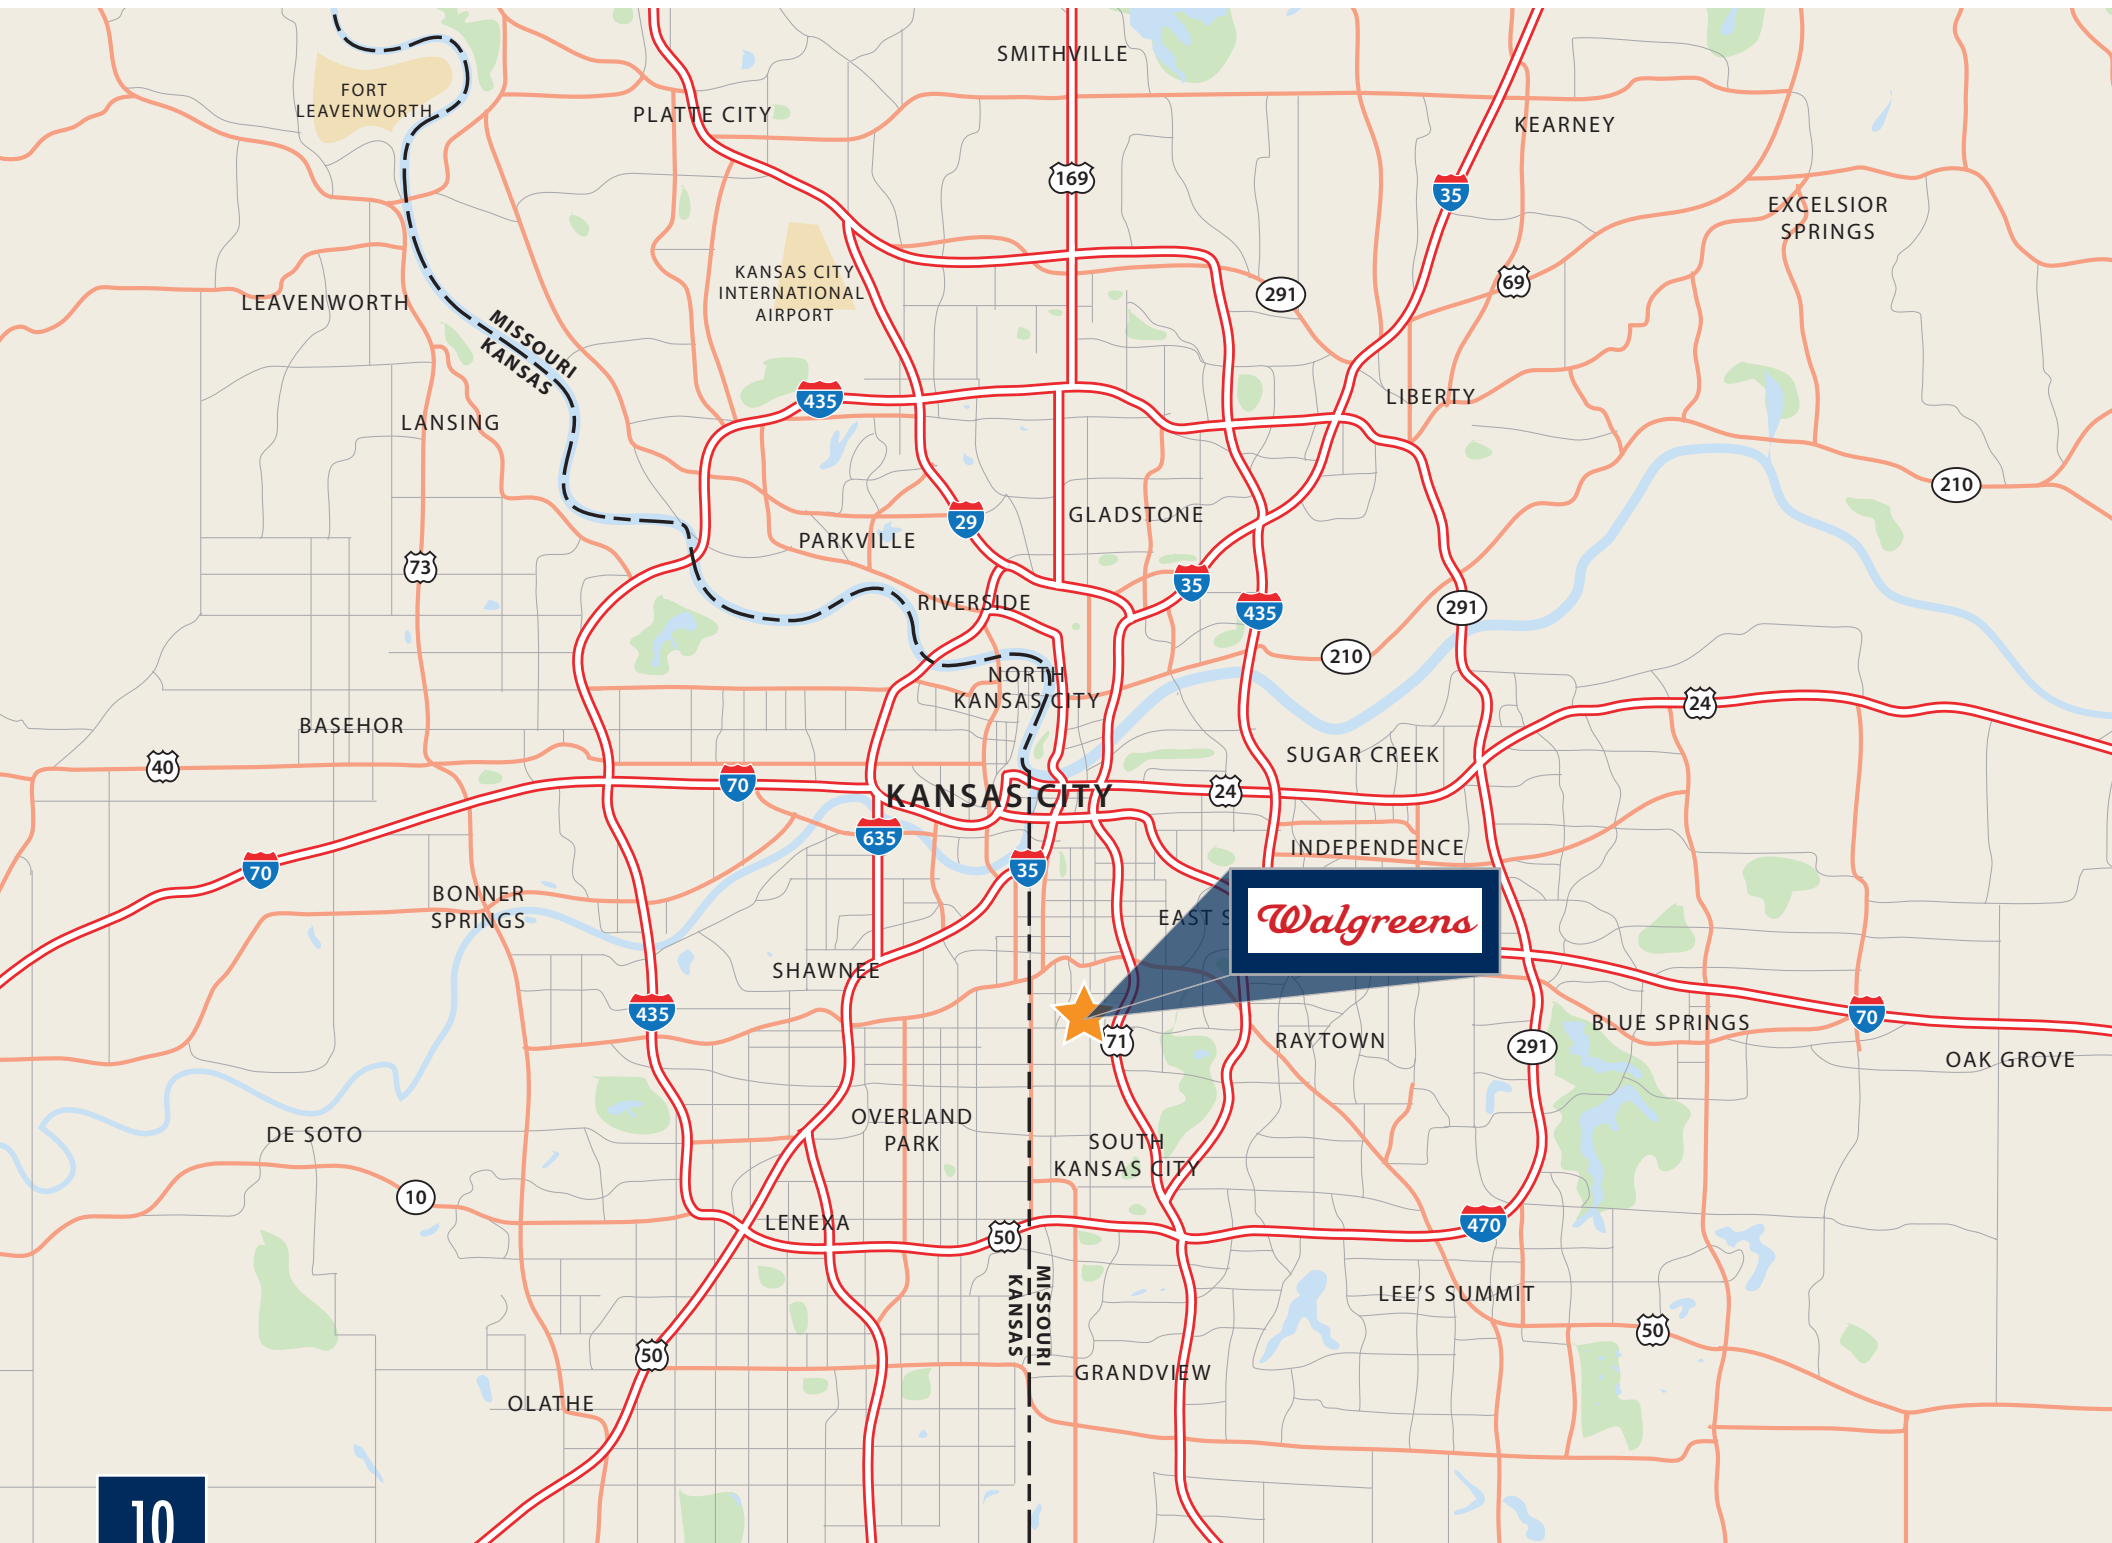 SMITHVILLE
FORT
LEAVENWORTH
PLATTE CITY
KEARNEY
169
35
EXCELSIOR
SPRINGS
KANSAS CITY
INTERNATIONAL
AIRPORT
291
69
LEAVENWORTH
MISSOURI
KANSAS
435
LIBERTY
LANSING
210
29
GLADSTONE
PARKVILLE
73
35
435
RIVERSIDE
291
210
NORTH
KANSAS CITY
24
BASEHOR
SUGAR CREEK
40
70
KANSAS CITY
24
635
INDEPENDENCE
70
35
BONNER
SPRINGS
EAST S
Walgreens
SHAWNEE
435
70
BLUE SPRINGS
71
RAYTOWN
291
OAK GROVE
OVERLAND
PARK
DE SOTO
SOUTH
KANSAS CITY
10
LENEXA
50
470
KANSAS
MISSOURI
LEE'S SUMMIT
50
50
GRANDVIEW
OLATHE
10